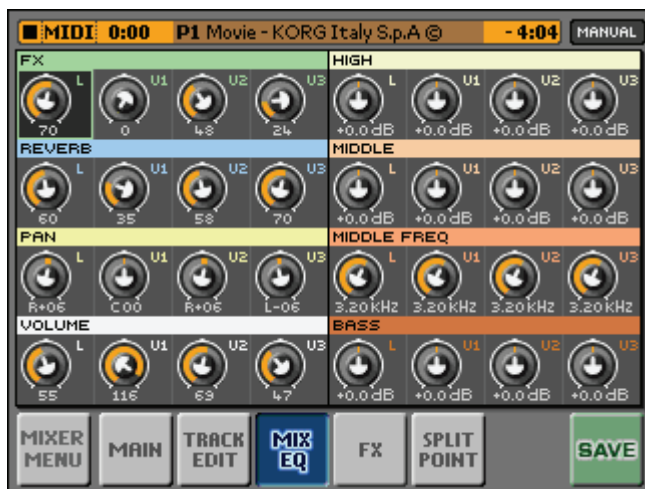 MIDI 0:00 P1 Movie - KORG Italy S.p.A © - 4:04 MANUAL
FX HIGH
L U1 U2 U3 L U1 U2 U3
70 0 48 24 +0.0dB +0.0dB +0.0dB +0.0dB
REVERB MIDDLE
L U1 U2 U3 L U1 U2 U3
60 35 58 70 +0.0dB +0.0dB +0.0dB +0.0dB
PAN MIDDLE FREQ
L U1 U2 U3 L U1 U2 U3
R+06 C00 R+06 L-06 3.20KHz 3.20KHz 3.20KHz 3.20KHz
VOLUME BASS
L U1 U2 U3 L U1 U2 U3
55 116 69 47 +0.0dB +0.0dB +0.0dB +0.0dB
MIXER MENU MAIN TRACK EDIT MIX EQ FX SPLIT POINT SAVE